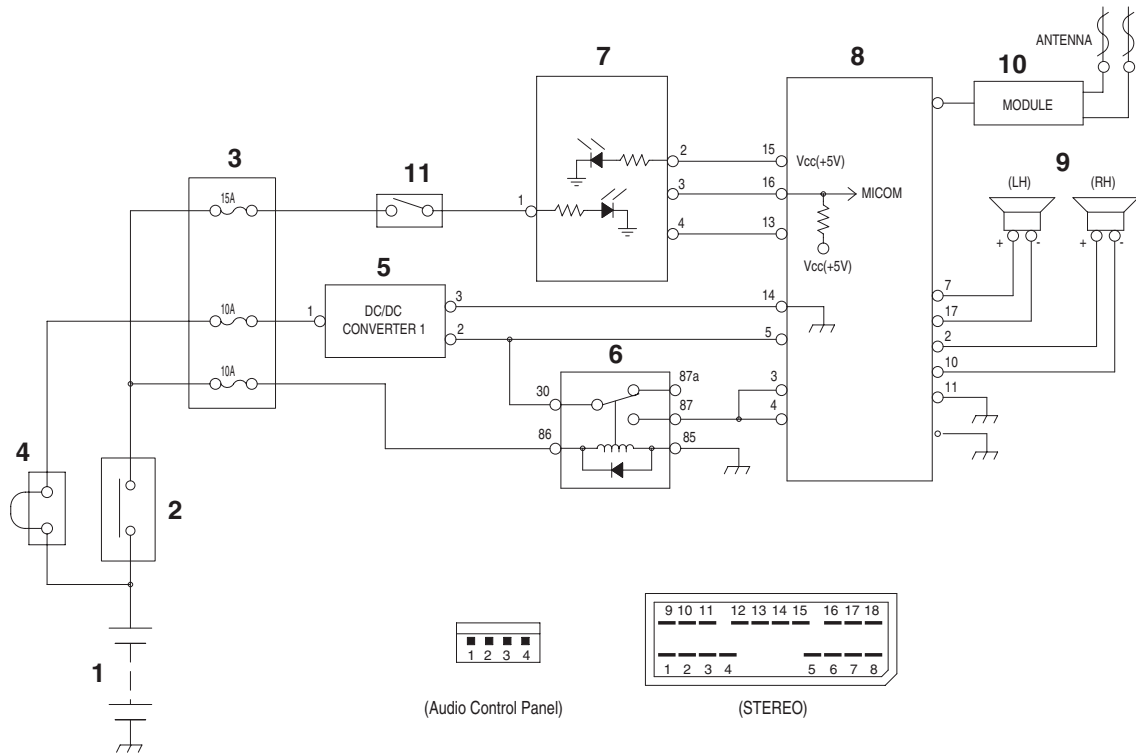 ANTENNA
7
8
10
MODULE
3
11
9
2
15
Vcc(+5V)
(LH)
(RH)
15A
3
16
MICOM
1
4
13
+
-
+
-
Vcc(+5V)
5
7
10A
1
DC/DC
CONVERTER 1
3
14
17
2
5
2
6
10
10A
87a
3
30
11
87
4
4
86
85
2
1
9 10 11 12 13 14 15 16 17 18
1 2 3 4
1 2 3 4 5 6 7 8
(Audio Control Panel)
(STEREO)